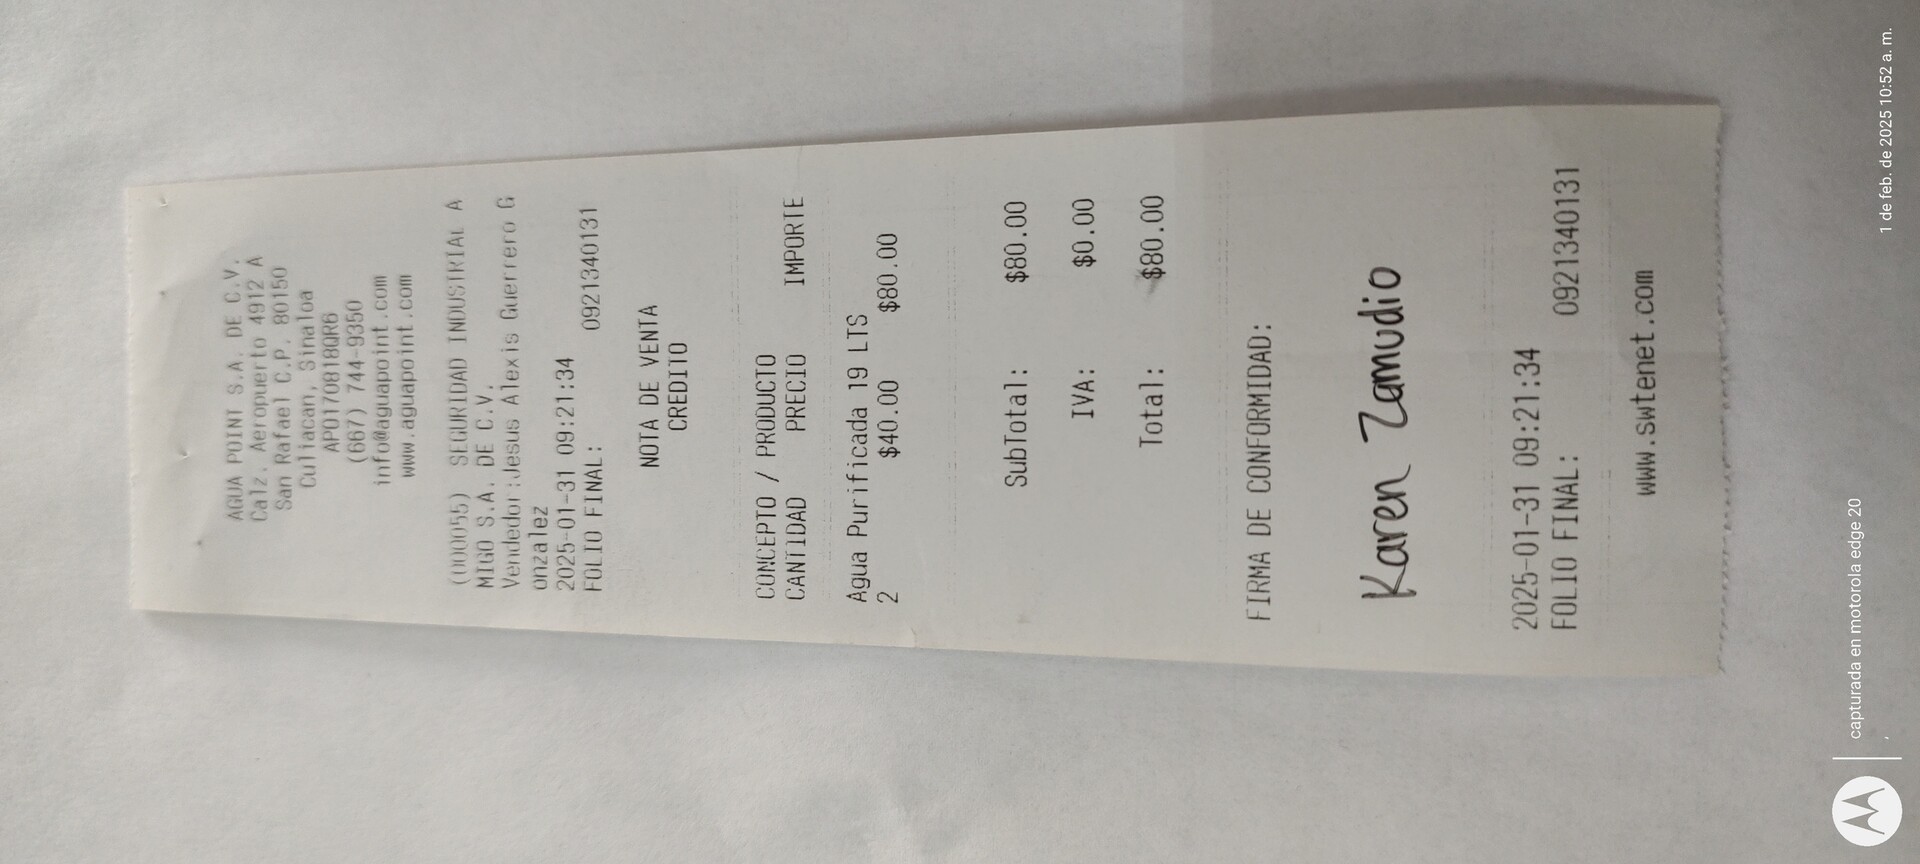 AGUA POINT S.A. DE C.V.
Calz. Aeropuerto 4912 A
San Rafael C.P. 80150
Culiacan, Sinaloa
APO170818QR6
(667) 744-9350
info@aguapoint.com
www.aguapoint.com
(000055) SEGURIDAD INDUSTRIAL A
MIGO S.A. DE C.V.
Vendedor:Jesus Alexis Guerrero G
onzalez
2025-01-31 09:21:34
FOLIO FINAL: 0921340131
NOTA DE VENTA
CREDITO
CONCEPTO / PRODUCTO
CANTIDAD PRECIO IMPORTE
Agua Purificada 19 LTS
2 $40.00 $80.00
SubTotal: $80.00
IVA: $0.00
Total: $80.00
FIRMA DE CONFORMIDAD:
Karen Zamudio
2025-01-31 09:21:34
FOLIO FINAL: 0921340131
www.swtenet.com
capturada en motorola edge 20
1 de feb. de 2025 10:52 a. m.